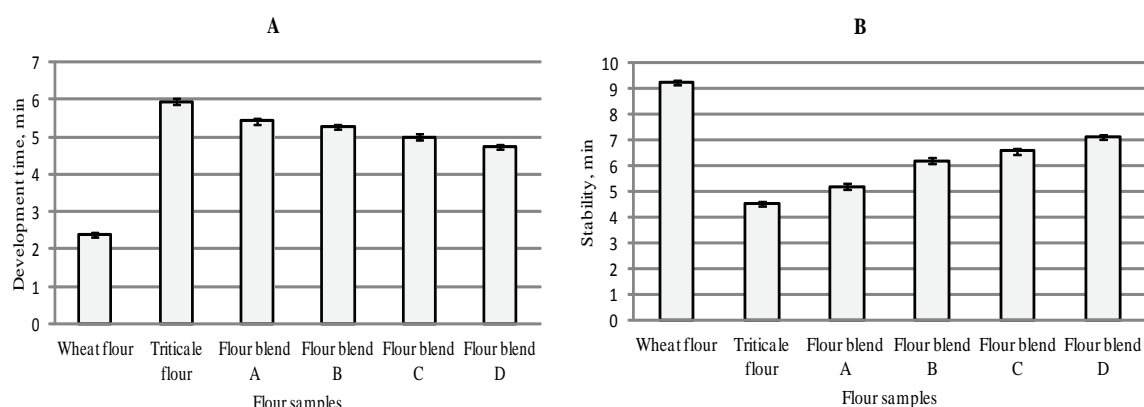 A
Development time, min
7
6
5
4
3
2
1
0
Wheat flour
Triticale flour
Flour blend A
Flour blend B
Flour blend C
Flour blend D
Flour samples
B
Stability, min
10
9
8
7
6
5
4
3
2
1
0
Wheat flour
Triticale flour
Flour blend A
Flour blend B
Flour blend C
Flour blend D
Flour samples